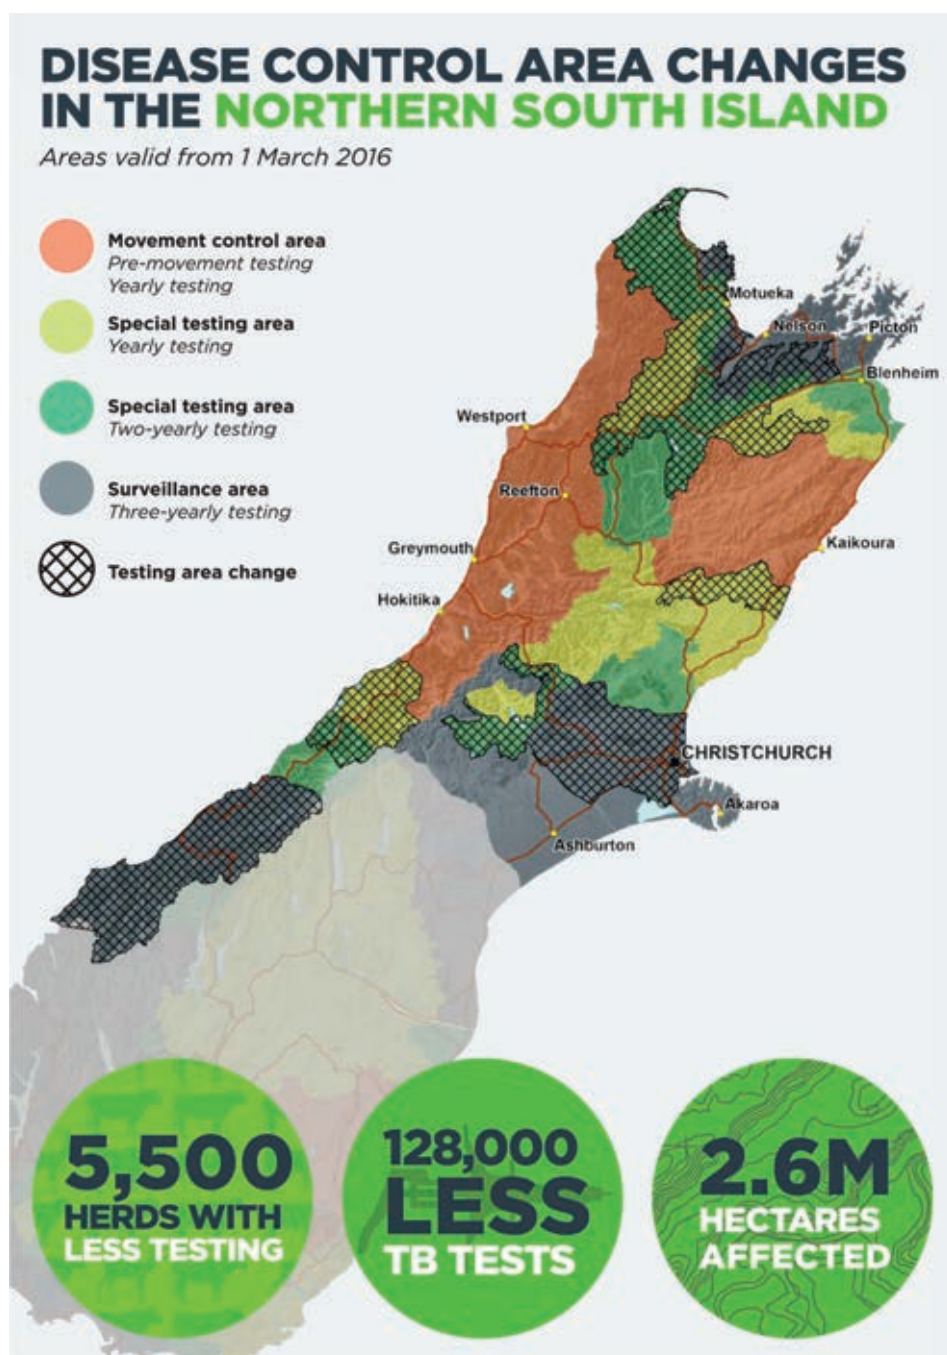 DISEASE CONTROL AREA CHANGES
IN THE NORTHERN SOUTH ISLAND
Areas valid from 1 March 2016
Movement control area
Pre-movement testing
Yearly testing
Special testing area
Yearly testing
Special testing area
Two-yearly testing
Surveillance area
Three-yearly testing
Testing area change
Motueka
Nelson
Picton
Blenheim
Westport
Reefton
Kaikoura
Greymouth
Hokitika
CHRISTCHURCH
Akaroa
Ashburton
5,500
HERDS WITH
LESS TESTING
128,000
LESS
TB TESTS
2.6M
HECTARES
AFFECTED